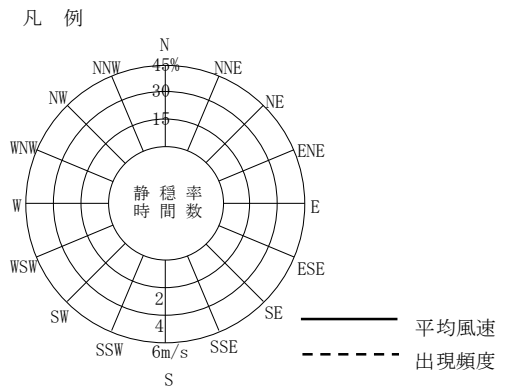 凡 例
N
NNW 45% NNE
NW 30 NE
15
WNW ENE
静 穏 率
時 間 数
W E
WSW ESE
2
SW 4 SE
SSW 6m/s SSE
S
平均風速
出現頻度